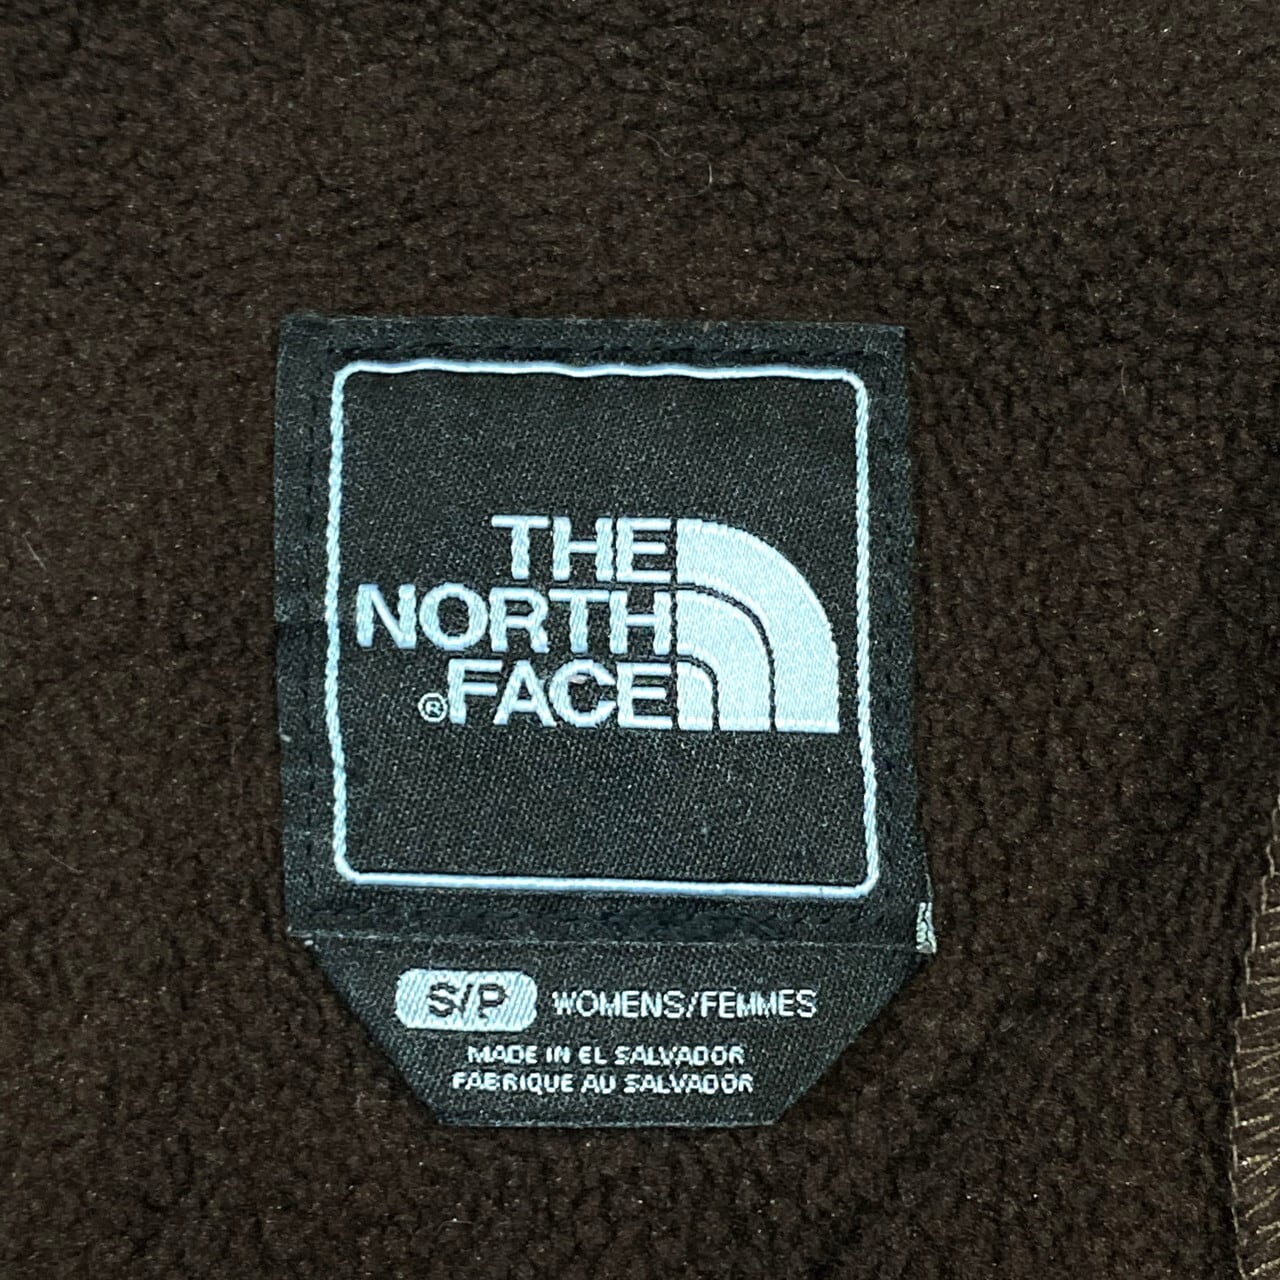 THE
NORTH
®FACE
S/P WOMENS/FEMMES
MADE IN EL SALVADOR
FABRIQUE AU SALVADOR